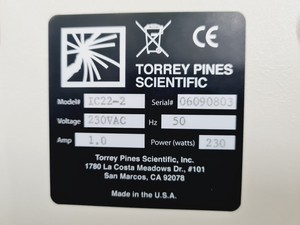 CE
TORREY PINES
SCIENTIFIC
Model# IC22-2 Serial# 06090803
Voltage 230VAC Hz 50
Amp 1.0 Power (watts) 230
Torrey Pines Scientific, Inc.
1780 La Costa Meadows Dr., #101
San Marcos, CA 92078
Made in the U.S.A.